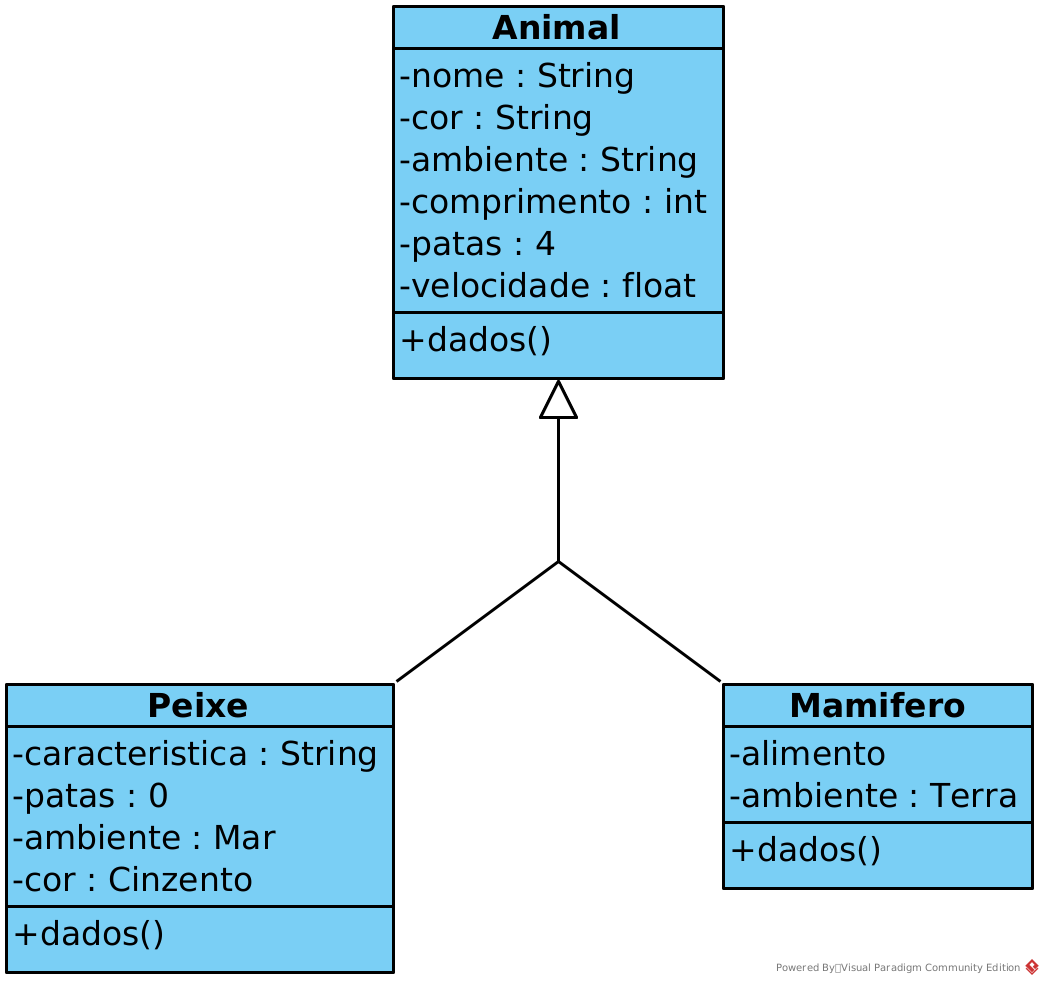 Animal
-nome : String
-cor : String
-ambiente : String
-comprimento : int
-patas : 4
-velocidade : float
+dados()
Peixe
-caracteristica : String
-patas : 0
-ambiente : Mar
-cor : Cinzento
+dados()
Mamifero
-alimento
-ambiente : Terra
+dados()
Powered By Visual Paradigm Community Edition